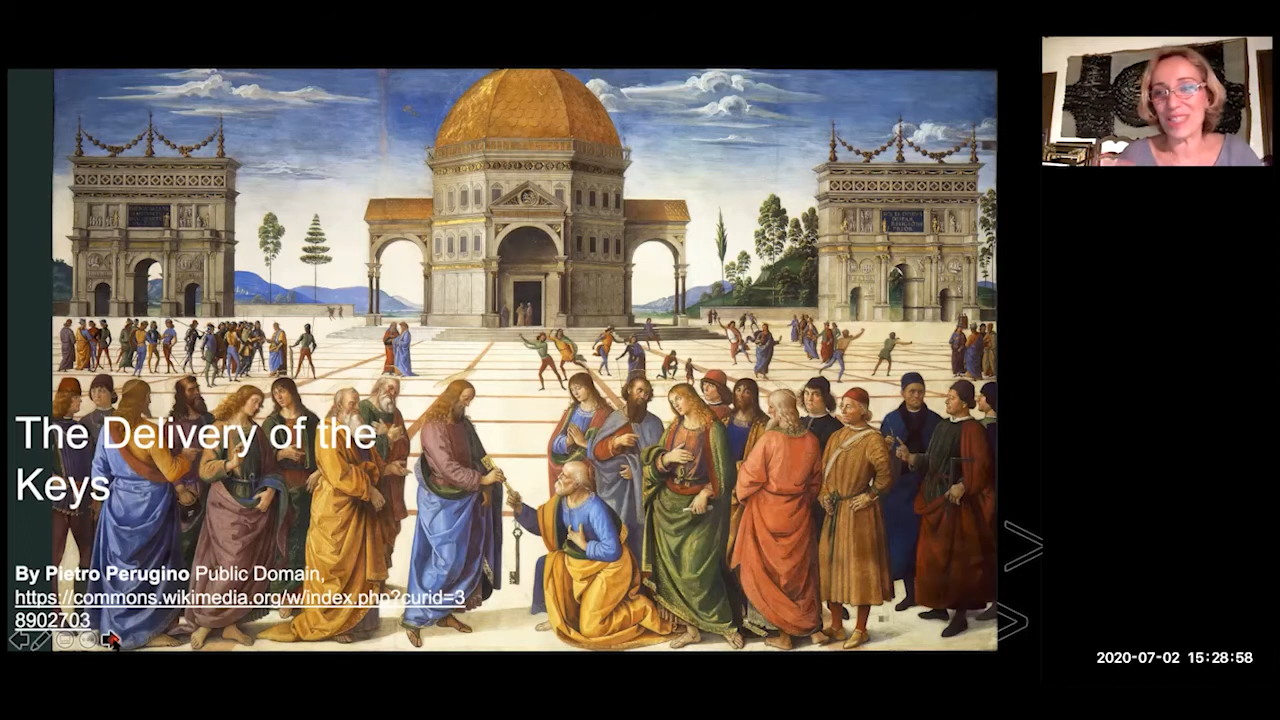 The Delivery of the
Keys
By Pietro Perugino Public Domain,
https://commons.wikimedia.org/w/index.php?curid=3
8902703
2020-07-02 15:28:58